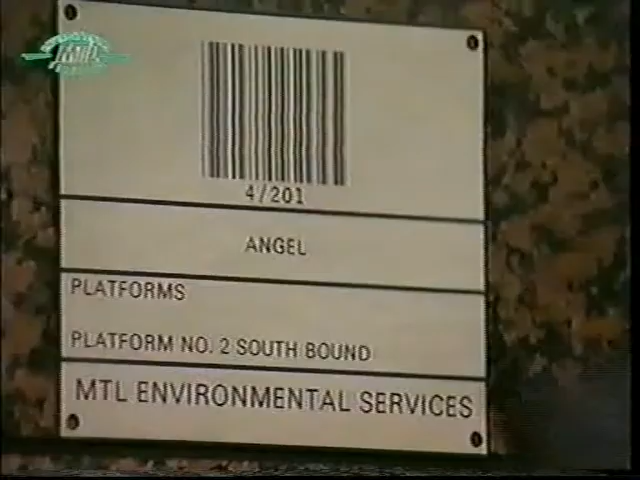 4/201
ANGEL
PLATFORMS
PLATFORM NO. 2 SOUTH BOUND
MTL ENVIRONMENTAL SERVICES